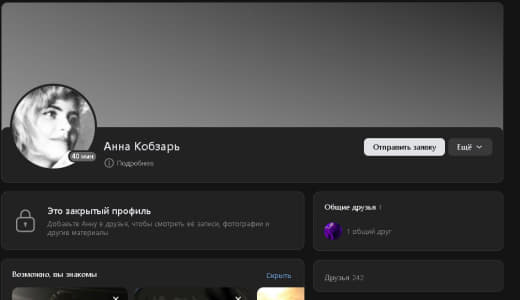 40 мин
Анна Кобзарь
Подробнее
Отправить заявку
Ещё
Это закрытый профиль
Добавьте Анну в друзья, чтобы смотреть её записи, фотографии и
другие материалы
Общие друзья 1
1 общий друг
Возможно, вы знакомы
Скрыть
Друзья 242